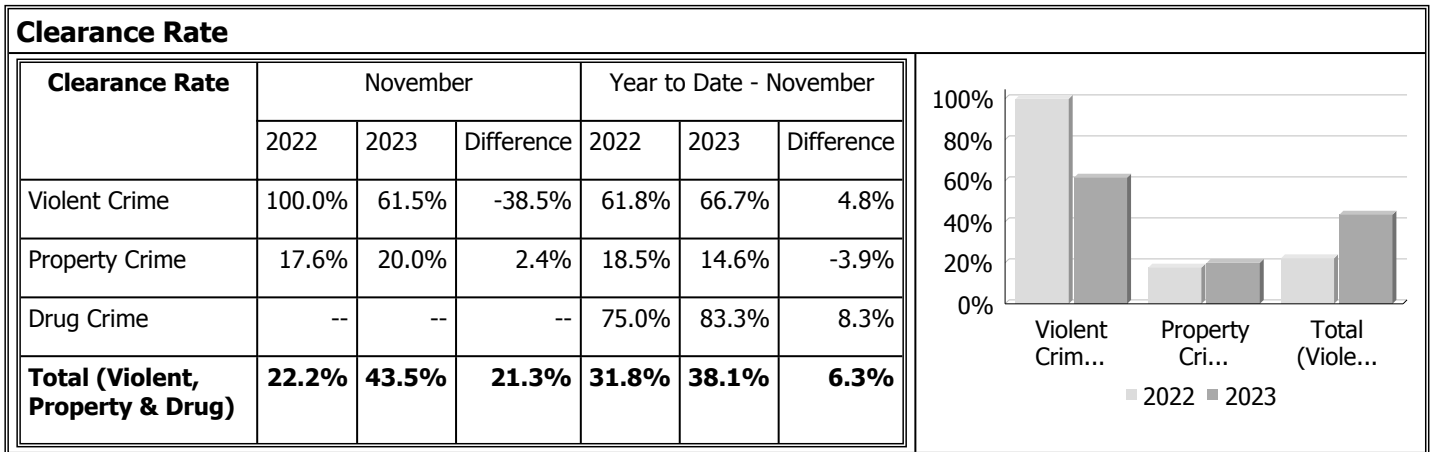 Clearance Rate
Clearance Rate November Year to Date - November
2022 2023 Difference 2022 2023 Difference
Violent Crime 100.0% 61.5% -38.5% 61.8% 66.7% 4.8%
Property Crime 17.6% 20.0% 2.4% 18.5% 14.6% -3.9%
Drug Crime -- -- -- 75.0% 83.3% 8.3%
Total (Violent, 22.2% 43.5% 21.3% 31.8% 38.1% 6.3%
Property & Drug)
100%
80%
60%
40%
20%
0%
Violent Property Total
Crim... Cri... (Viole...
2022 2023